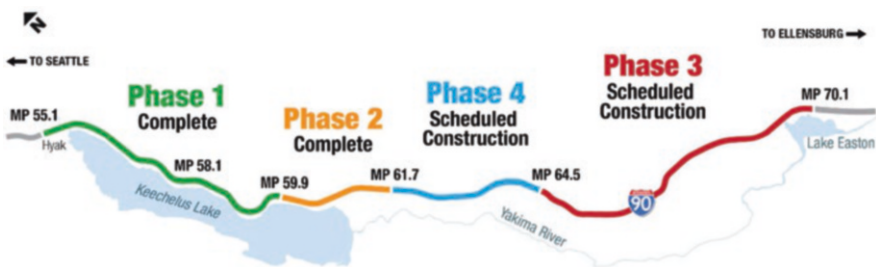 N
TO SEATTLE
TO ELLENSBURG
Phase 1
Complete
Phase 2
Complete
Phase 4
Scheduled
Construction
Phase 3
Scheduled
Construction
MP 55.1
Hyak
MP 58.1
MP 59.9
MP 61.7
MP 64.5
MP 70.1
Keechelus Lake
Yakima River
90
Lake Easton